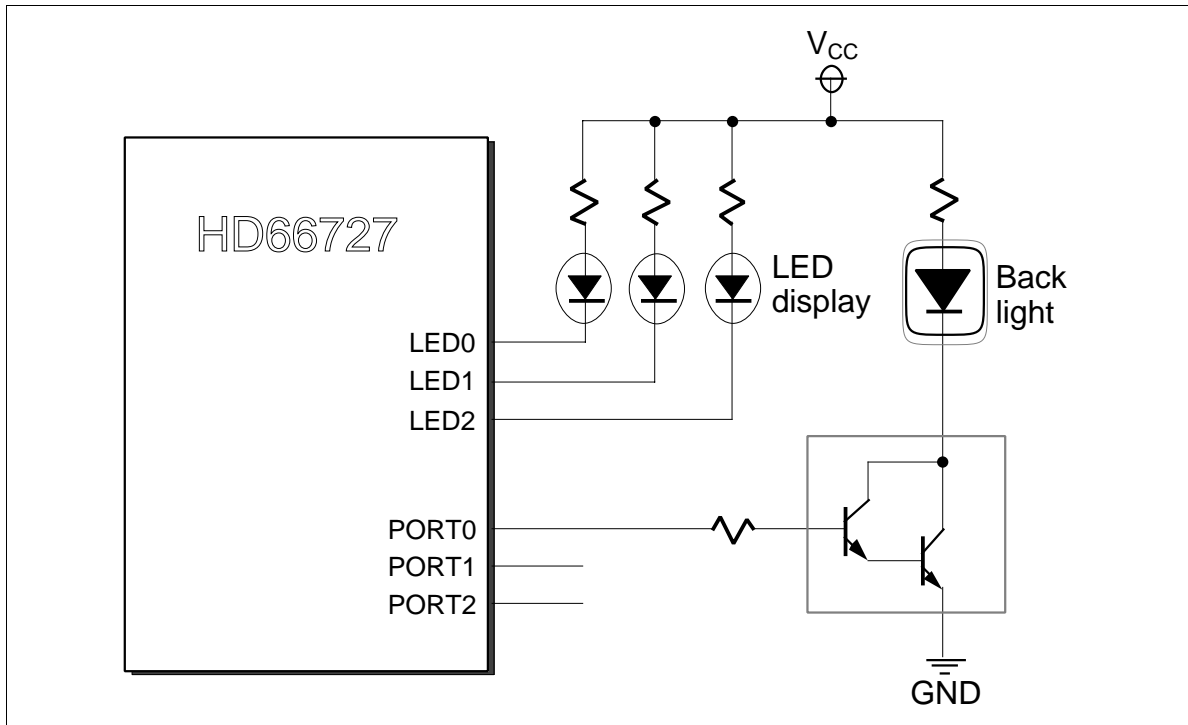 VCC
HD66727
LED
display
Back
light
LED0
LED1
LED2
PORT0
PORT1
PORT2
GND